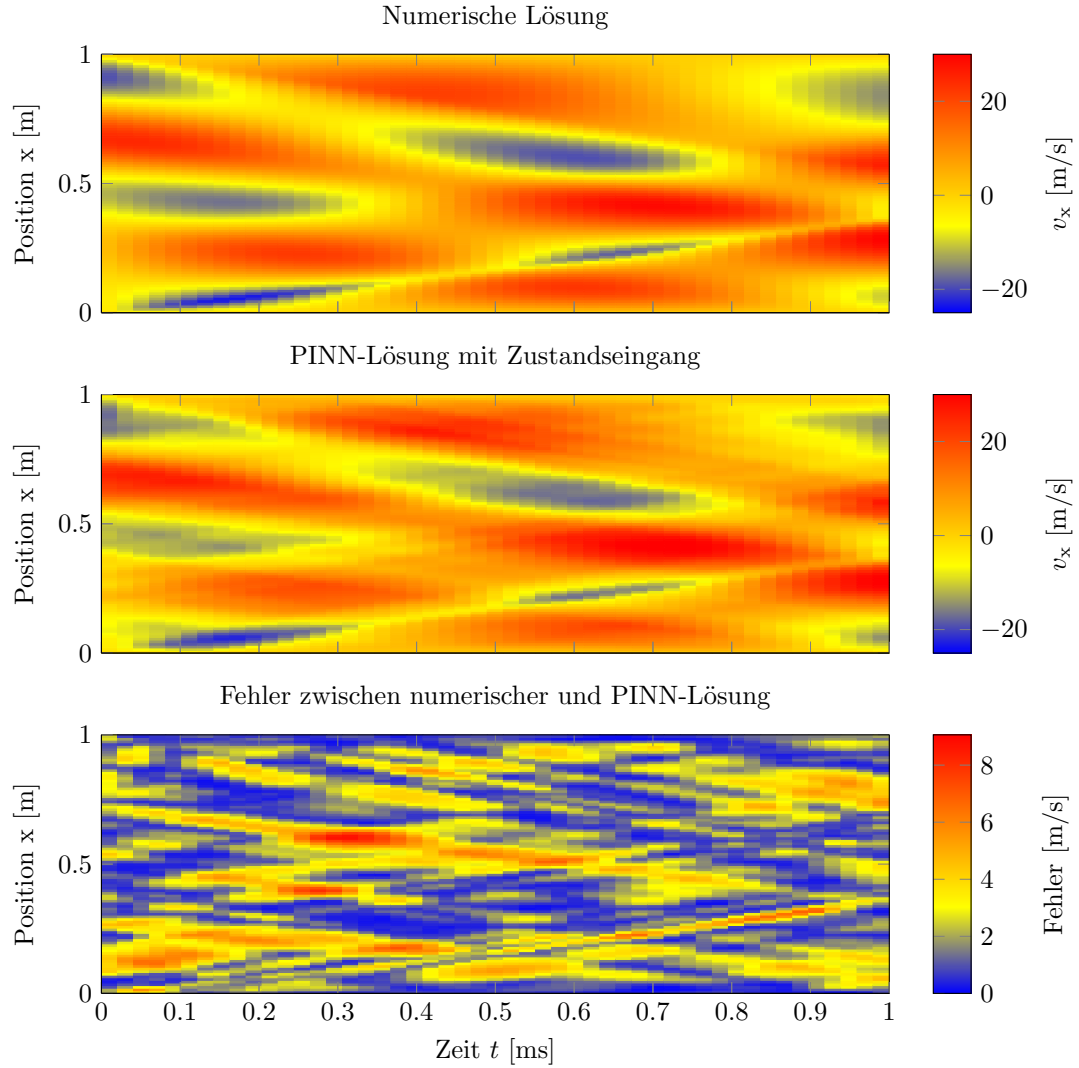 Numerische Lösung
1
0.5
0
Position x [m]
20
0
−20
vx [m/s]
PINN-Lösung mit Zustandseingang
1
0.5
0
Position x [m]
20
0
−20
vx [m/s]
Fehler zwischen numerischer und PINN-Lösung
1
0.5
0
Position x [m]
8
6
4
2
0
Fehler [m/s]
0 0.1 0.2 0.3 0.4 0.5 0.6 0.7 0.8 0.9 1
Zeit t [ms]